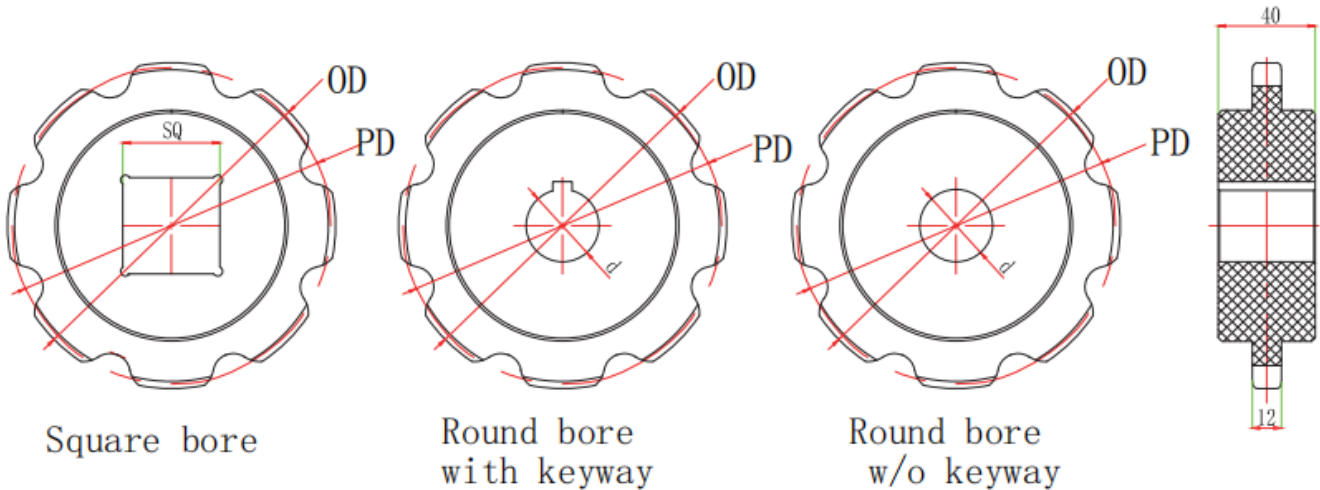 OD
PD
SQ
Square bore
OD
PD
d
Round bore
with keyway
OD
PD
d
Round bore
w/o keyway
40
12